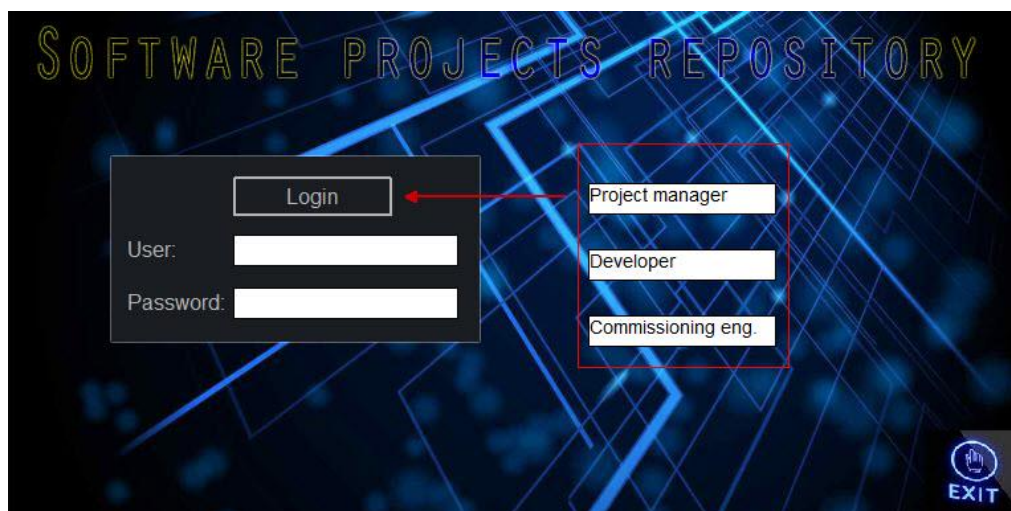 SOFTWARE PROJECTS REPOSITORY
Login
User:
Password:
Project manager
Developer
Commissioning eng.
EXIT